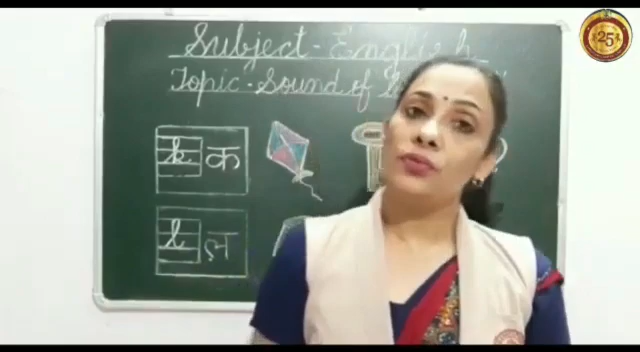 Subject - English
Topic - Sound of
k क
l ल
25